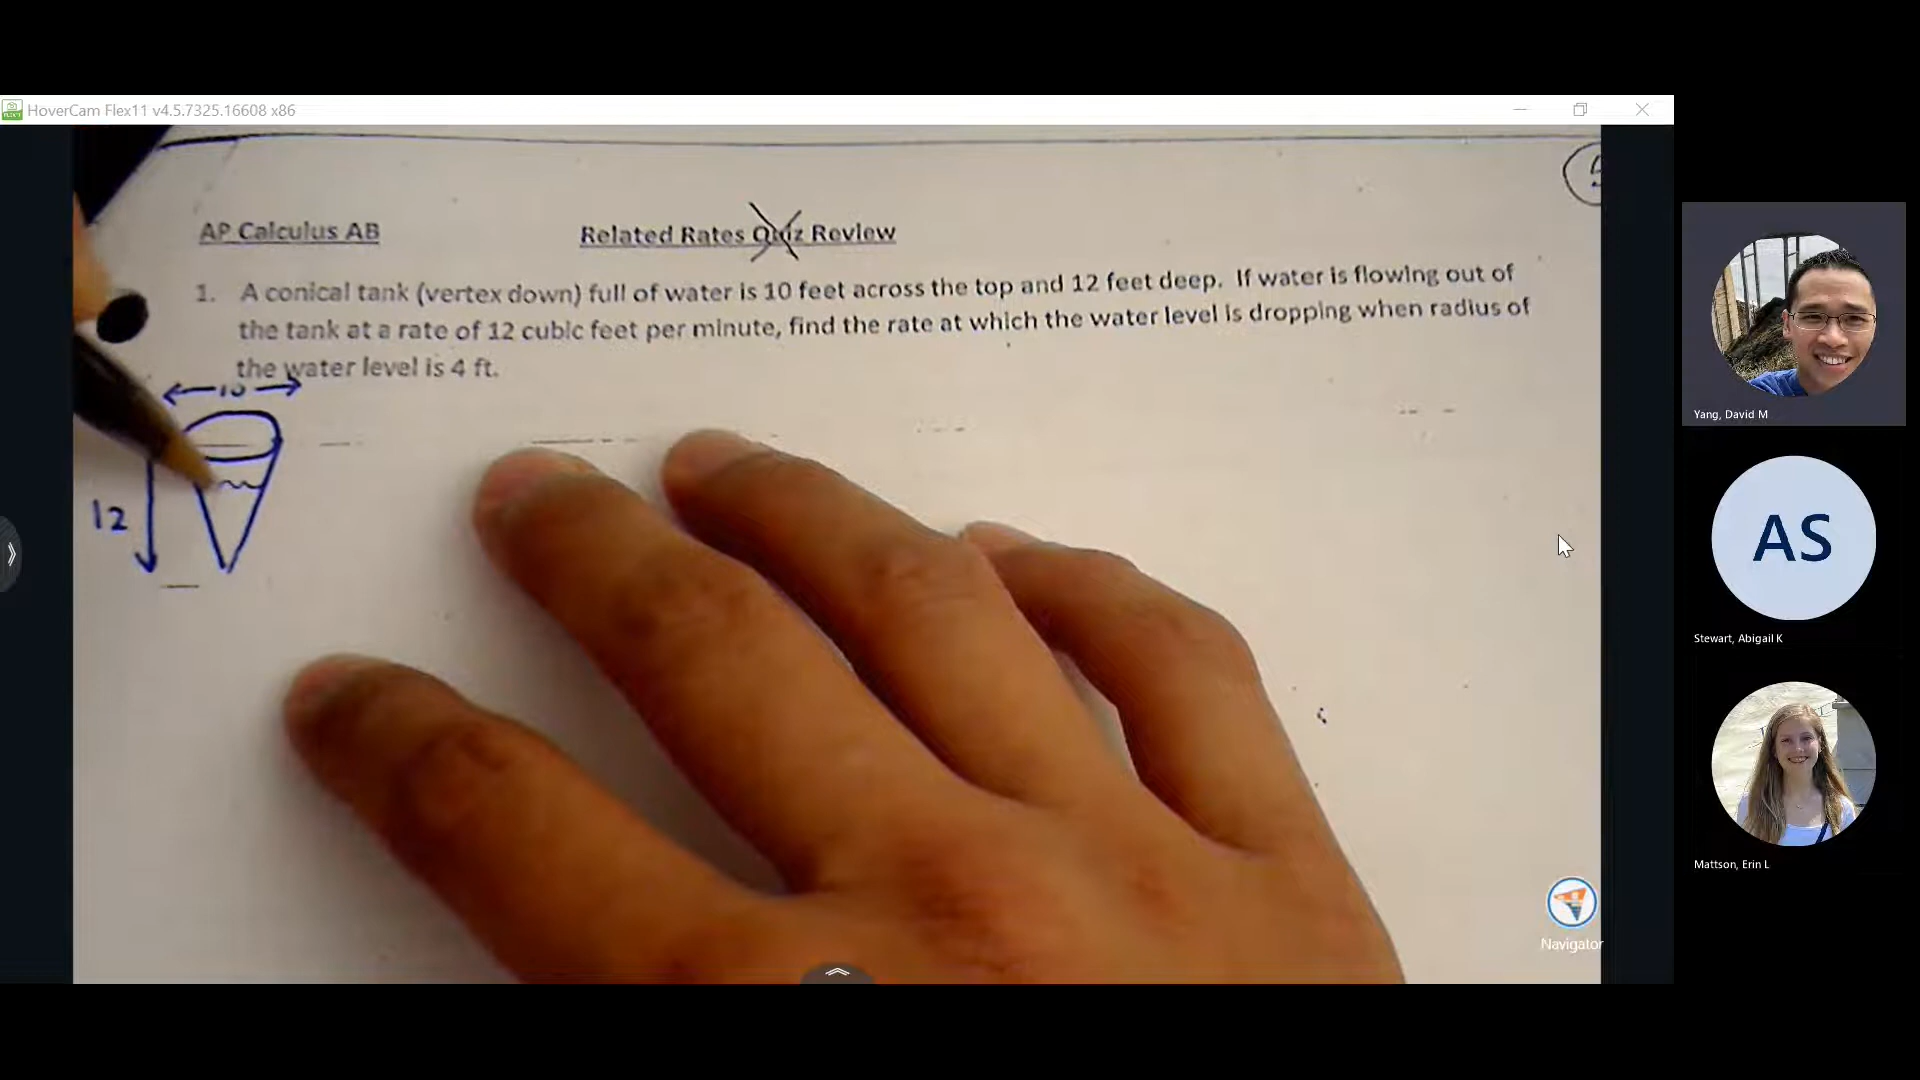 HoverCam Flex11 v4.5.7325.16608 x86
5
AP Calculus AB
Related Rates Quiz Review
1. A conical tank (vertex down) full of water is 10 feet across the top and 12 feet deep. If water is flowing out of
the tank at a rate of 12 cubic feet per minute, find the rate at which the water level is dropping when radius of
the water level is 4 ft.
10
12
Yang, David M
AS
Stewart, Abigail K
Mattson, Erin L
Navigator